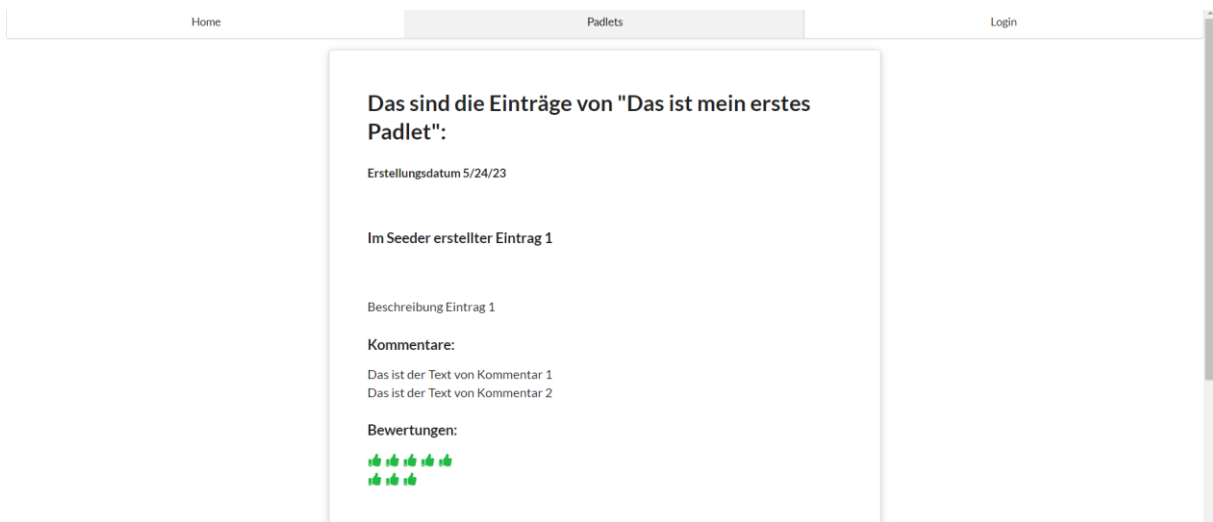 Home Padlets Login
Das sind die Einträge von "Das ist mein erstes
Padlet":
Erstellungsdatum 5/24/23
Im Seeder erstellter Eintrag 1
Beschreibung Eintrag 1
Kommentare:
Das ist der Text von Kommentar 1
Das ist der Text von Kommentar 2
Bewertungen: